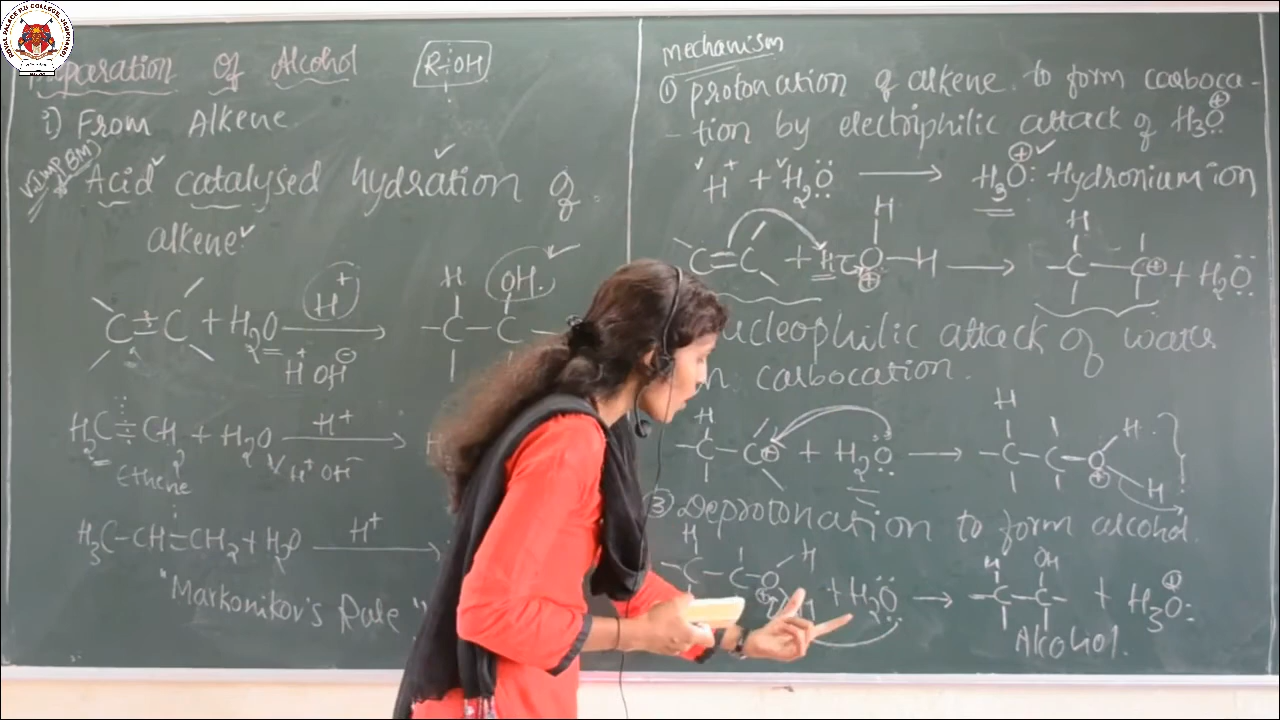 Preparation of Alcohol R-OH
i) From Alkene
Imp (BM)
* Acid catalysed hydration of
alkene
C=C + H2O H+ H OH
H+ OH⊖ -C-C-
H2C=CH2 + H2O H+
Ethene H+ OH-
H3C-CH=CH2 + H2O H+
"Markonikov's Rule"
mechanism
① protonation of alkene to form carboca-
-tion by electriphilic attack of H3O⊕
H+ + H2O → H3O⊕: Hydronium ion
C=C + H-O⊕-H H → H -C-C⊕ + H2O
ucleophilic attack of water
n carbocation.
H -C-C⊕ + H2O → H -C-C-O⊕ H H
③ Deprotonation to form alcohol.
H -C-C-O⊕ H H + H2O → H OH -C-C- + H3O⊕:
Alcohol.